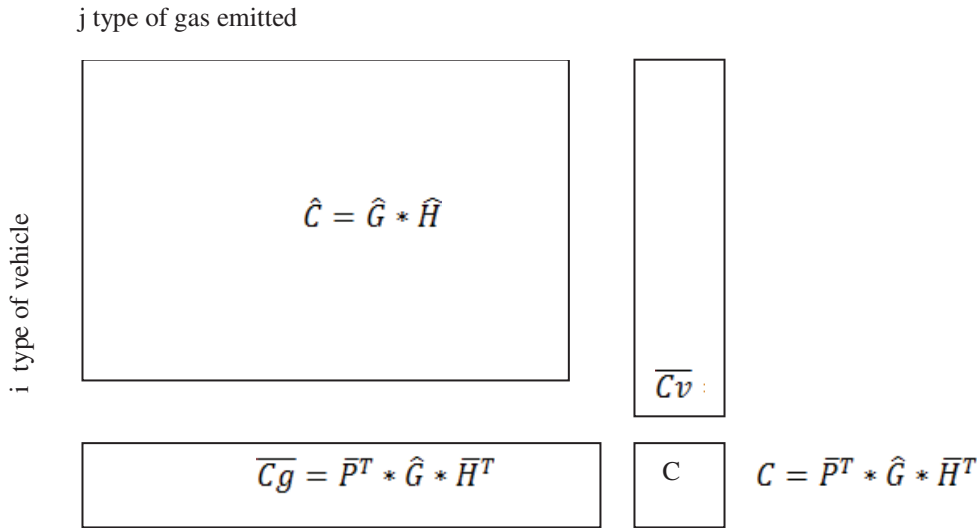 j type of gas emitted
i type of vehicle
Ĉ = Ĝ * Ĥ
C̅v̅ :
C̅g̅ = P̅ᵀ * Ĝ * H̅ᵀ
C
C = P̅ᵀ * Ĝ * H̅ᵀ